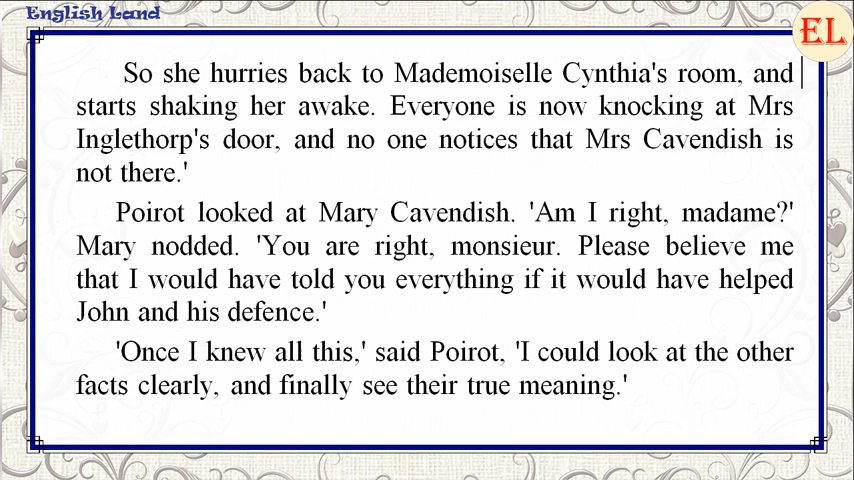 English Land
EL
So she hurries back to Mademoiselle Cynthia's room, and
starts shaking her awake. Everyone is now knocking at Mrs
Inglethorp's door, and no one notices that Mrs Cavendish is
not there.'
Poirot looked at Mary Cavendish. 'Am I right, madame?'
Mary nodded. 'You are right, monsieur. Please believe me
that I would have told you everything if it would have helped
John and his defence.'
'Once I knew all this,' said Poirot, 'I could look at the other
facts clearly, and finally see their true meaning.'